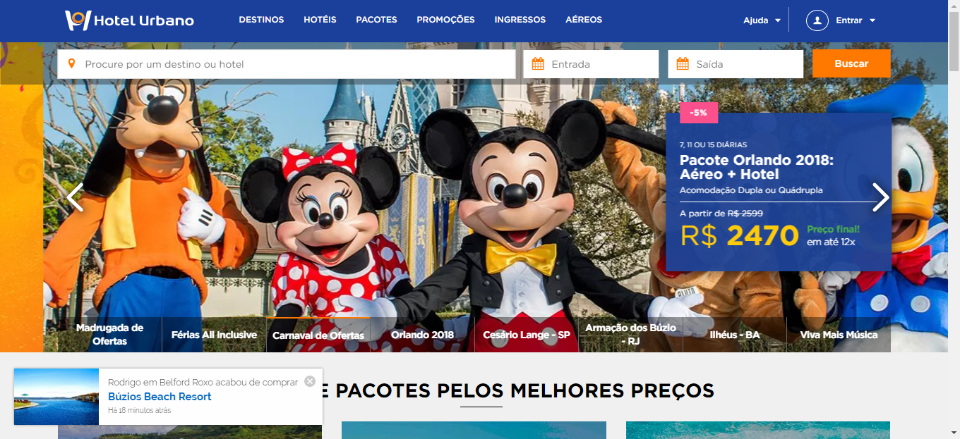 Hotel Urbano
DESTINOS HOTÉIS PACOTES PROMOÇÕES INGRESSOS AÉREOS
Ajuda Entrar
Procure por um destino ou hotel
Entrada
Saída
Buscar
-5%
7, 11 OU 15 DIÁRIAS
Pacote Orlando 2018:
Aéreo + Hotel
Acomodação Dupla ou Quádrupla
A partir de R$ 2599
R$ 2470
Preço final!
em até 12x
Madrugada de
Ofertas
Férias All Inclusive
Carnaval de Ofertas
Orlando 2018
Cesário Lange - SP
Armação dos Búzio
- RJ
Ilhéus - BA
Viva Mais Música
E PACOTES PELOS MELHORES PREÇOS
Rodrigo em Belford Roxo acabou de comprar
Búzios Beach Resort
Há 18 minutos atrás